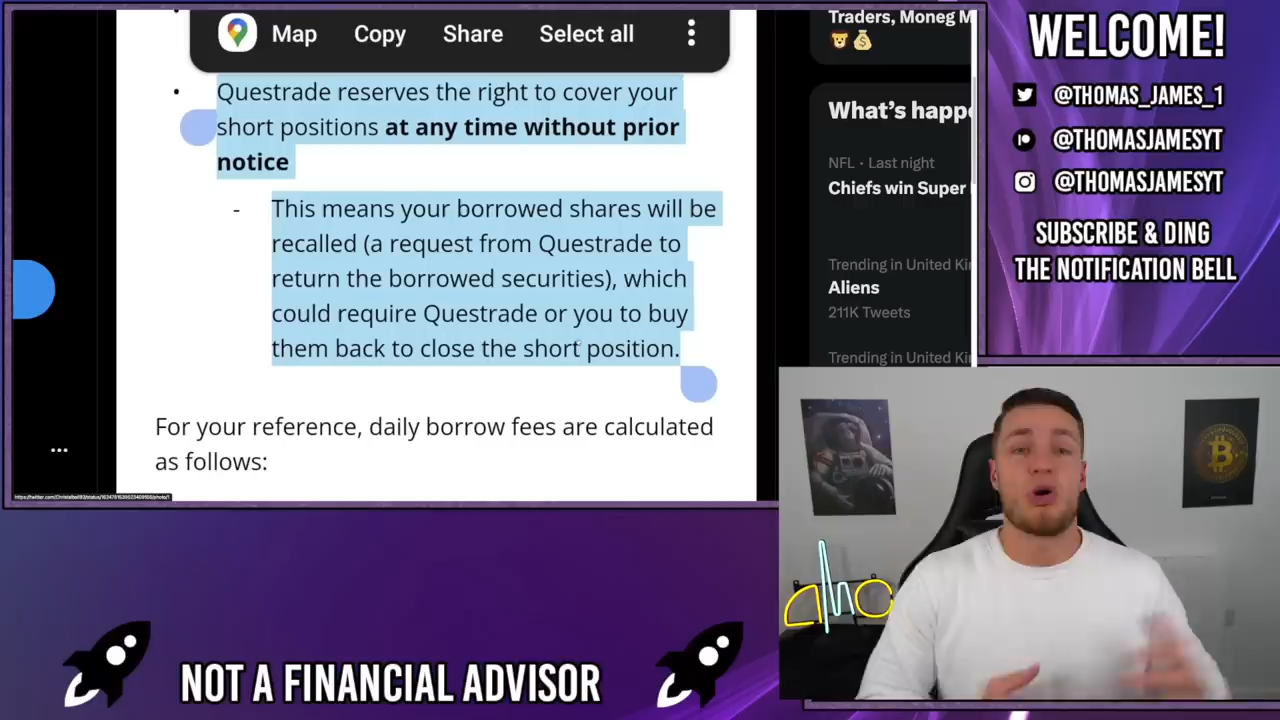 Map Copy Share Select all
• Questrade reserves the right to cover your
short positions at any time without prior
notice
- This means your borrowed shares will be
recalled (a request from Questrade to
return the borrowed securities), which
could require Questrade or you to buy
them back to close the short position.
For your reference, daily borrow fees are calculated
as follows:
...
Traders, Moneg M
What's happe
NFL · Last night
Chiefs win Super
Trending in United Kin
Aliens
211K Tweets
Trending in United Kin
WELCOME!
@THOMAS_JAMES_1
@THOMASJAMESYT
@THOMASJAMESYT
SUBSCRIBE & DING
THE NOTIFICATION BELL
NOT A FINANCIAL ADVISOR